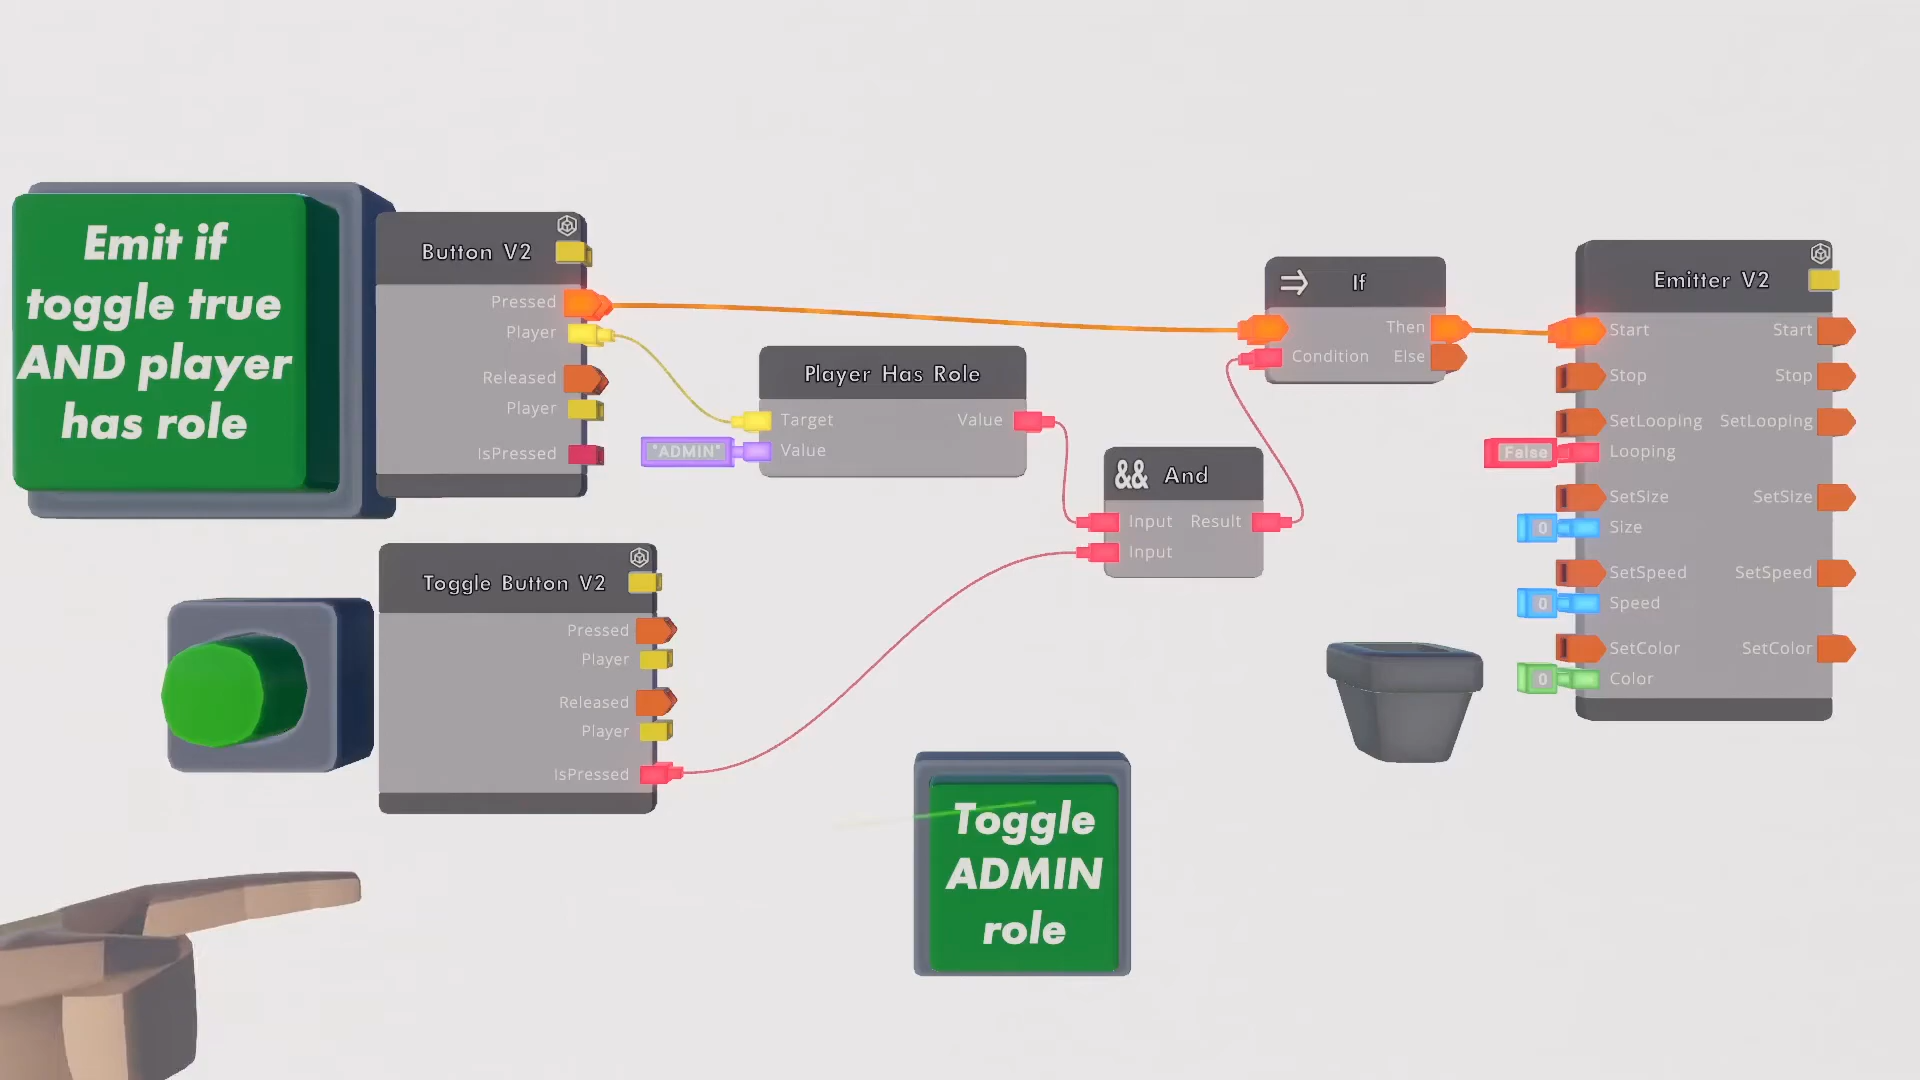 Emit if
toggle true
AND player
has role
Button V2
Pressed
Player
Released
Player
IsPressed
"ADMIN"
Player Has Role
Target
Value
Value
&& And
Input
Result
Input
If
Then
Condition
Else
Emitter V2
Start
Start
Stop
Stop
SetLooping
SetLooping
False
Looping
SetSize
SetSize
0
Size
SetSpeed
SetSpeed
0
Speed
SetColor
SetColor
0
Color
Toggle Button V2
Pressed
Player
Released
Player
IsPressed
Toggle
ADMIN
role